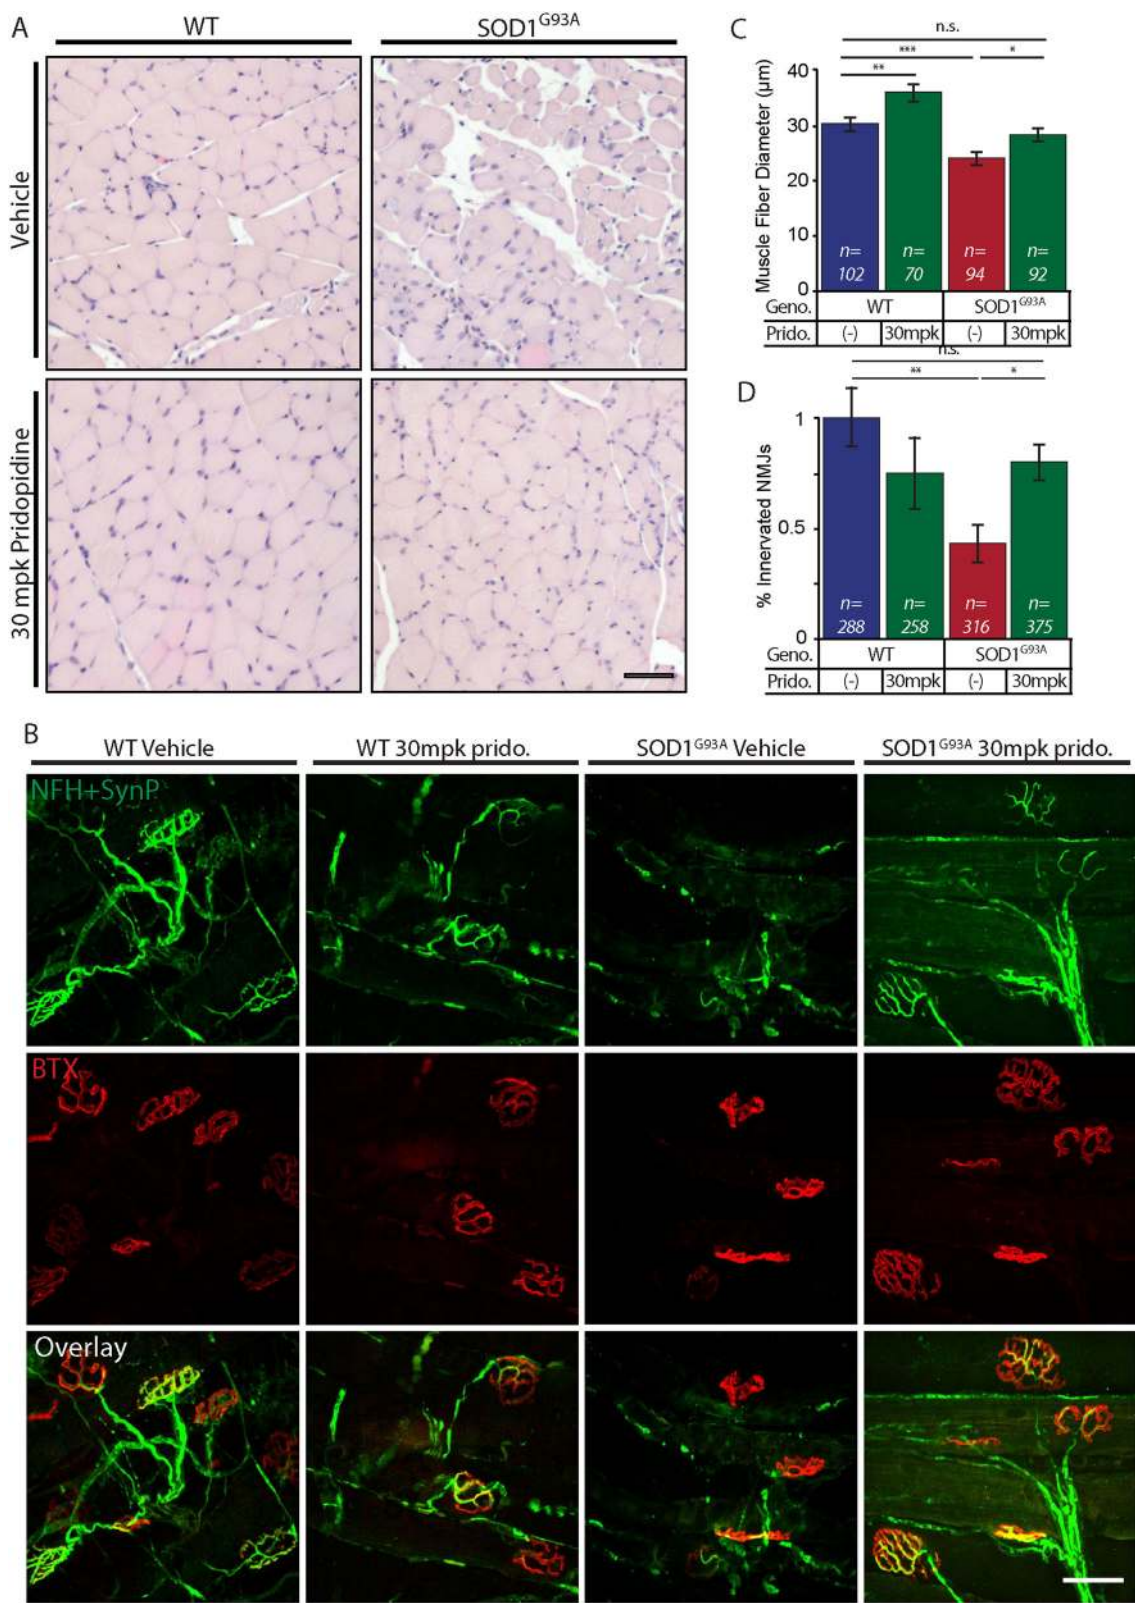 A
WT
SOD1G93A
Vehicle
30 mpk Pridopidine
C
n.s.
***
*
**
Muscle Fiber Diameter (µm)
40
30
20
10
0
n=
102
n=
70
n=
94
n=
92
Geno.
WT
SOD1G93A
Prido.
(-)
30mpk
(-)
30mpk
n.s.
**
*
D
% Innervated NMJs
1
0.5
0
n=
288
n=
258
n=
316
n=
375
Geno.
WT
SOD1G93A
Prido.
(-)
30mpk
(-)
30mpk
B
WT Vehicle
WT 30mpk prido.
SOD1G93A Vehicle
SOD1G93A 30mpk prido.
NFH+SynP
BTX
Overlay